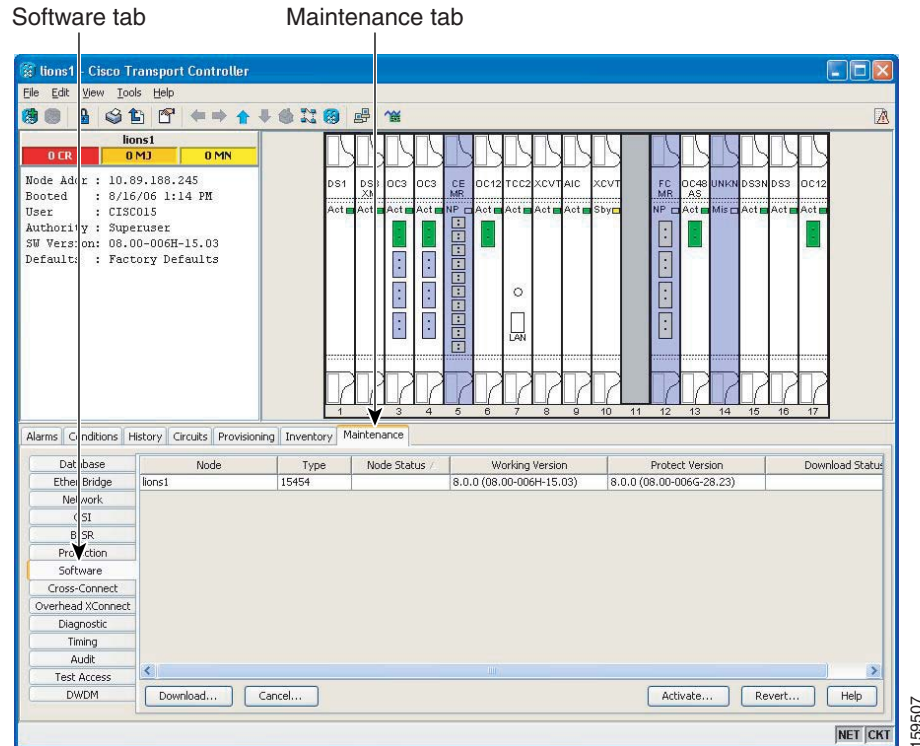 Software tab
Maintenance tab
lions1 - Cisco Transport Controller
File Edit View Tools Help
lions1
0 CR 0 MJ 0 MN
Node Addr : 10.89.188.245
Booted : 8/16/06 1:14 PM
User : CISCO15
Authority : Superuser
SW Version: 08.00-006H-15.03
Defaults : Factory Defaults
DS1 DS3 XM OC3 OC3 CE MR OC12 TCC2 XCVT AIC XCVT FC MR OC48 AS UNKN DS3N DS3 OC12
Act Act Act Act NP Act Act Act Act Sby NP Act Mis Act Act Act
LAN
1 3 4 5 6 7 8 9 10 11 12 13 14 15 16 17
Alarms Conditions History Circuits Provisioning Inventory Maintenance
Database
Ether Bridge
Network
OSI
BLSR
Protection
Software
Cross-Connect
Overhead XConnect
Diagnostic
Timing
Audit
Test Access
DWDM
Node Type Node Status Working Version Protect Version Download Status
lions1 15454 8.0.0 (08.00-006H-15.03) 8.0.0 (08.00-006G-28.23)
Download... Cancel... Activate... Revert... Help
NET CKT
159507